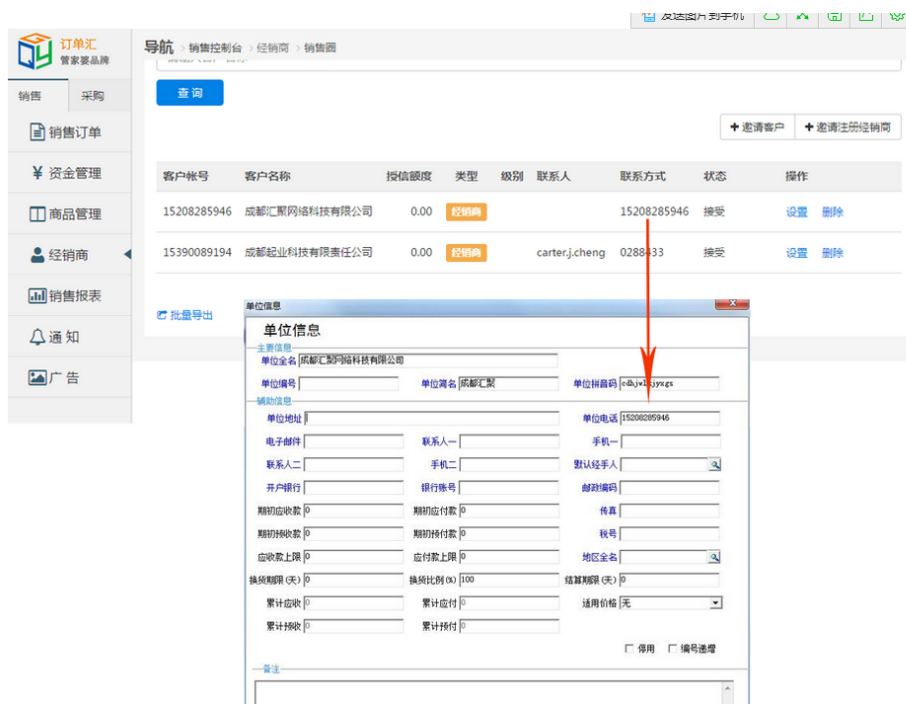 发送图片到手机
订单汇
管家婆品牌
导航 › 销售控制台 › 经销商 › 销售圈
销售 采购
查询
销售订单
+ 邀请客户 + 邀请注册经销商
¥ 资金管理
客户帐号 客户名称 授信额度 类型 级别 联系人 联系方式 状态 操作
商品管理
15208285946 成都汇聚网络科技有限公司 0.00 经销商 15208285946 接受 设置 删除
经销商
15390089194 成都起业科技有限责任公司 0.00 经销商 carter.j.cheng 0288433 接受 设置 删除
销售报表
批量导出
通知
广告
单位信息
单位信息
主要信息
单位全名 成都汇聚网络科技有限公司
单位编号 单位简名 成都汇聚 单位拼音码
辅助信息
单位地址 单位电话 15208285946
电子邮件 联系人一 手机一
联系人二 手机二 默认经手人
开户银行 银行账号 邮政编码
期初应收款 0 期初应付款 0 传真
期初预收款 0 期初预付款 0 税号
应收款上限 0 应付款上限 0 地区全名
换货期限(天) 0 换货比例(%) 100 结算期限(天) 0
累计应收 0 累计应付 0 适用价格 无
累计预收 0 累计预付 0
停用 编号递增
备注